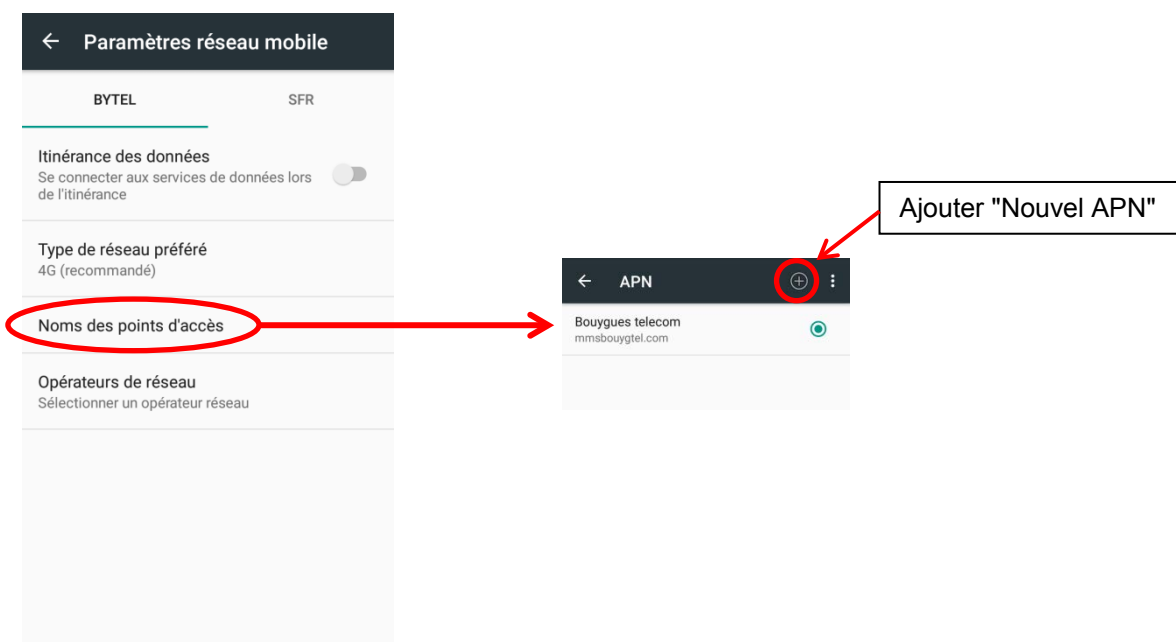 Paramètres réseau mobile
BYTEL SFR
Itinérance des données
Se connecter aux services de données lors
de l'itinérance
Type de réseau préféré
4G (recommandé)
Noms des points d'accès
Opérateurs de réseau
Sélectionner un opérateur réseau
Ajouter "Nouvel APN"
APN
Bouygues telecom
mmsbouygtel.com